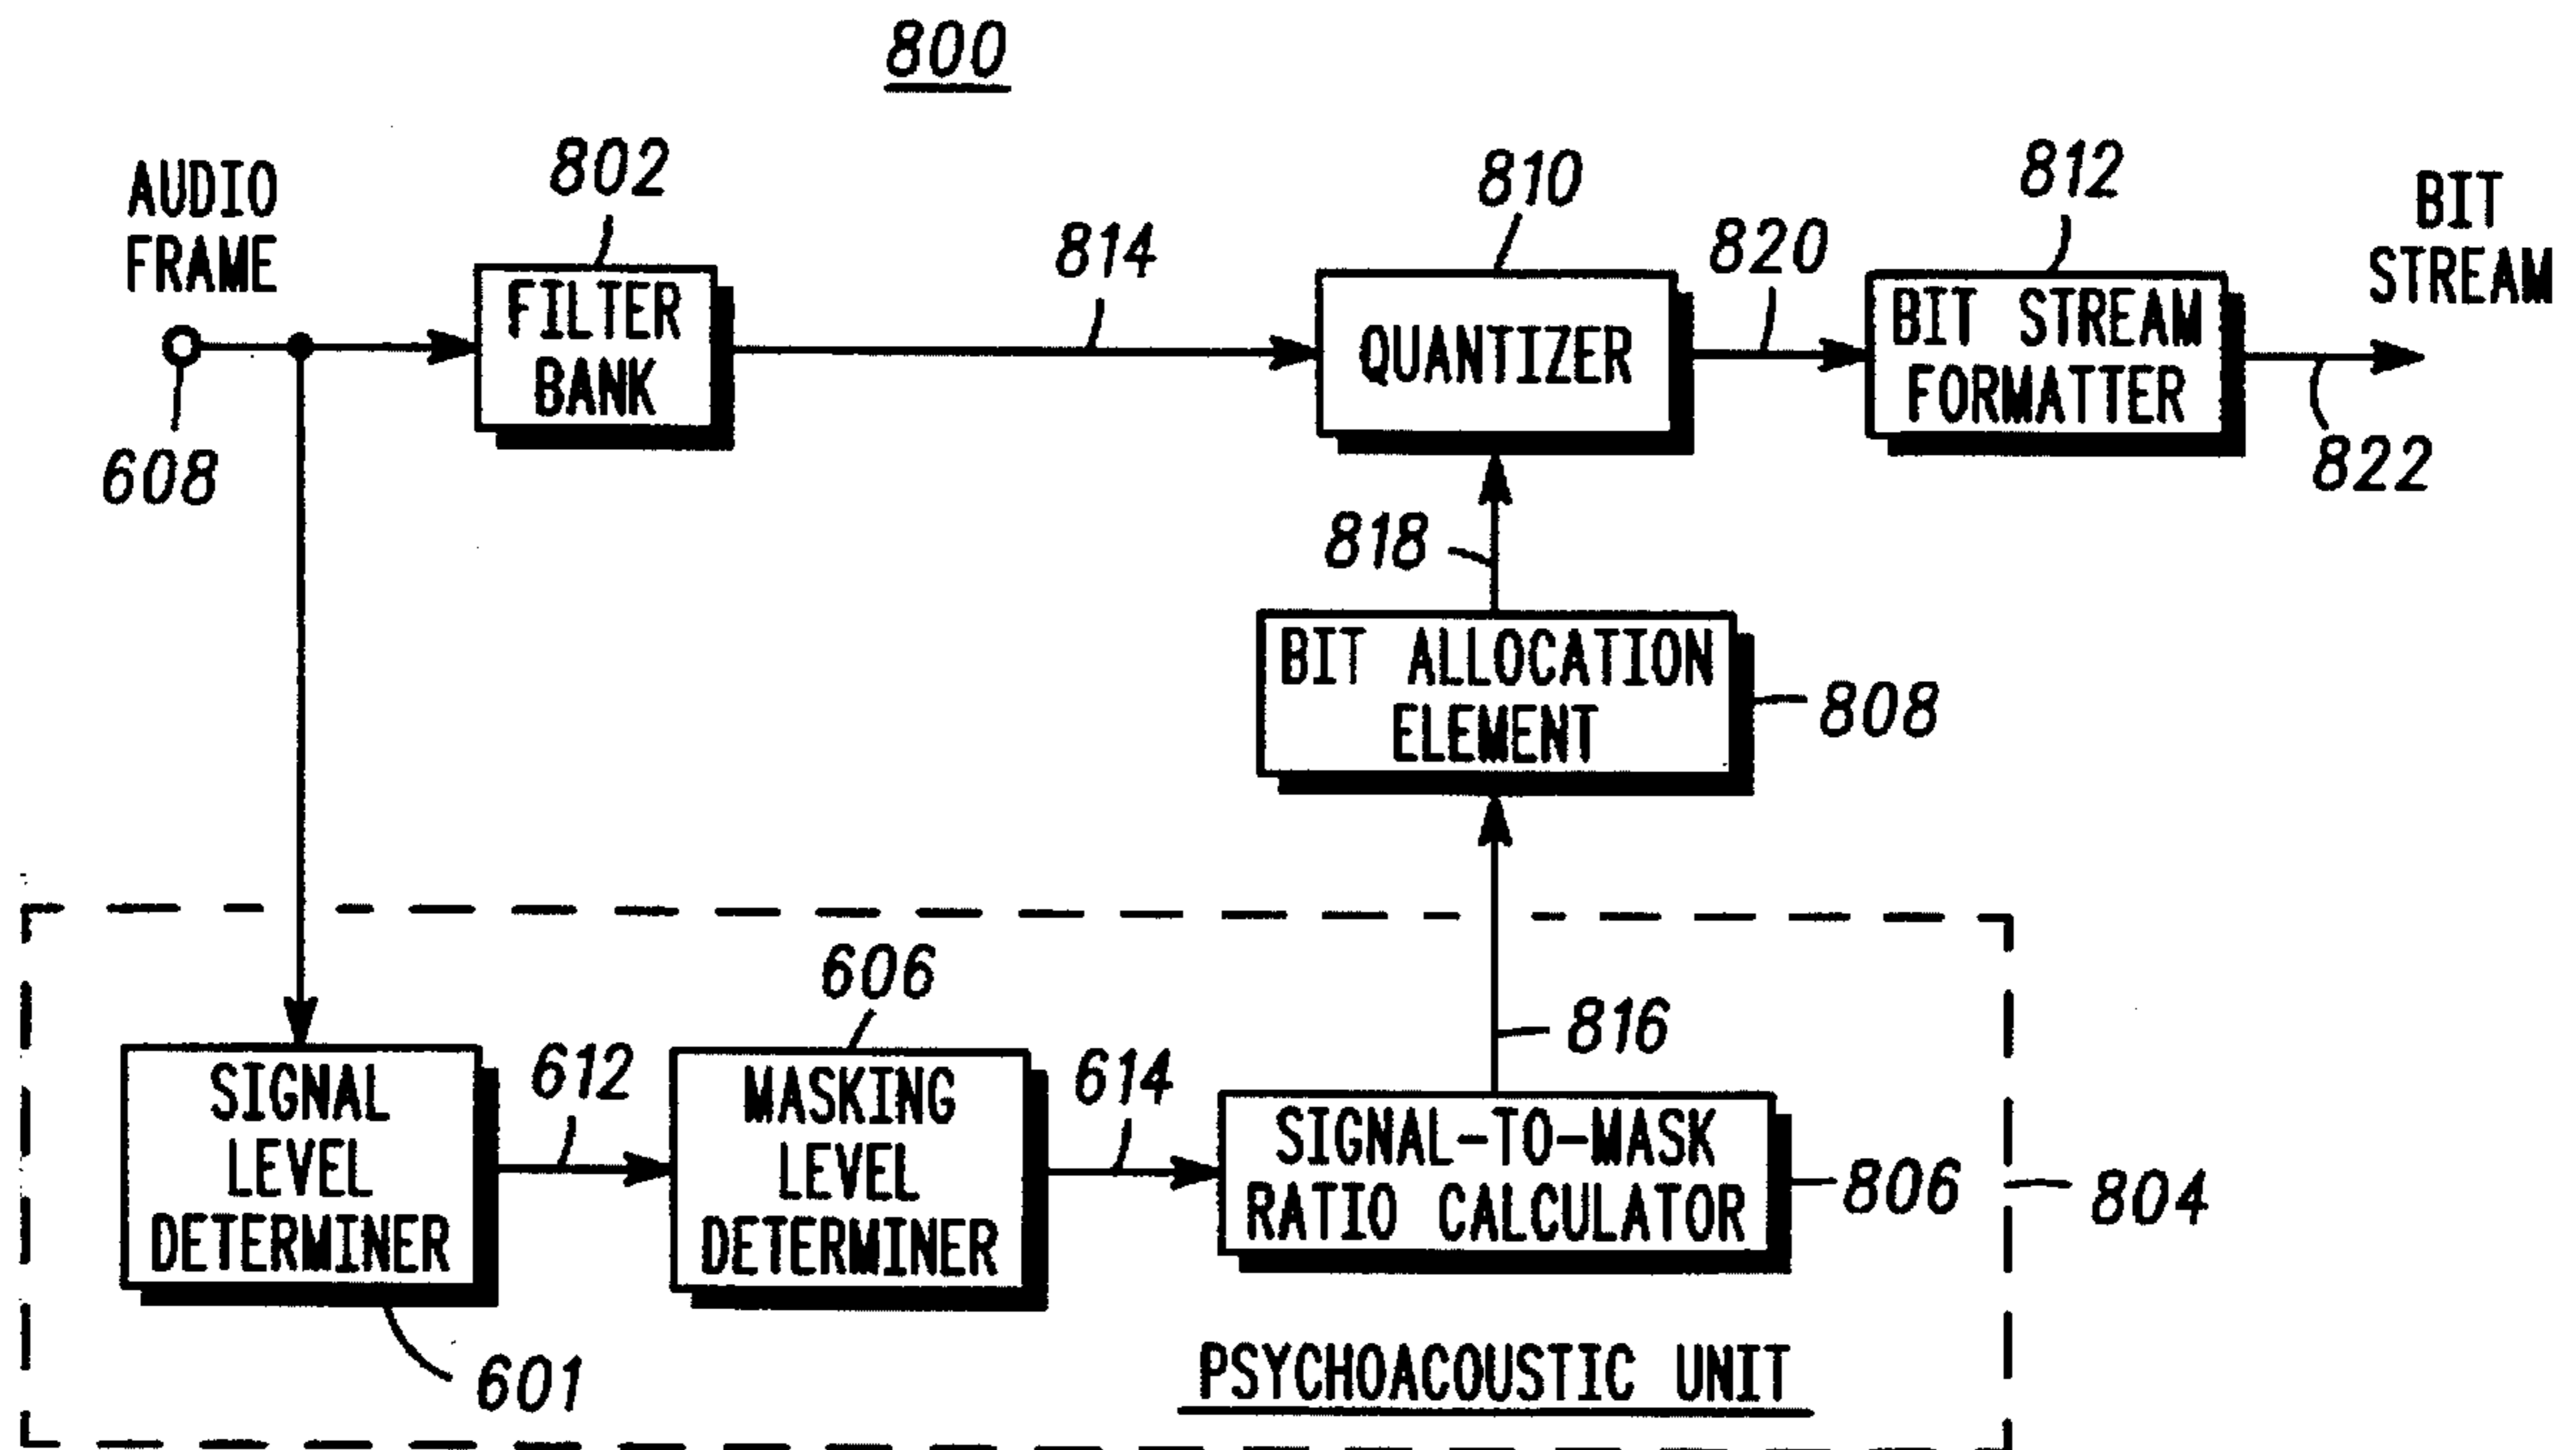 800
AUDIO
FRAME
608
802
FILTER
BANK
814
810
QUANTIZER
820
812
BIT STREAM
FORMATTER
BIT
STREAM
822
818
BIT ALLOCATION
ELEMENT
808
816
SIGNAL
LEVEL
DETERMINER
601
612
606
MASKING
LEVEL
DETERMINER
614
SIGNAL-TO-MASK
RATIO CALCULATOR
806
804
PSYCHOACOUSTIC UNIT